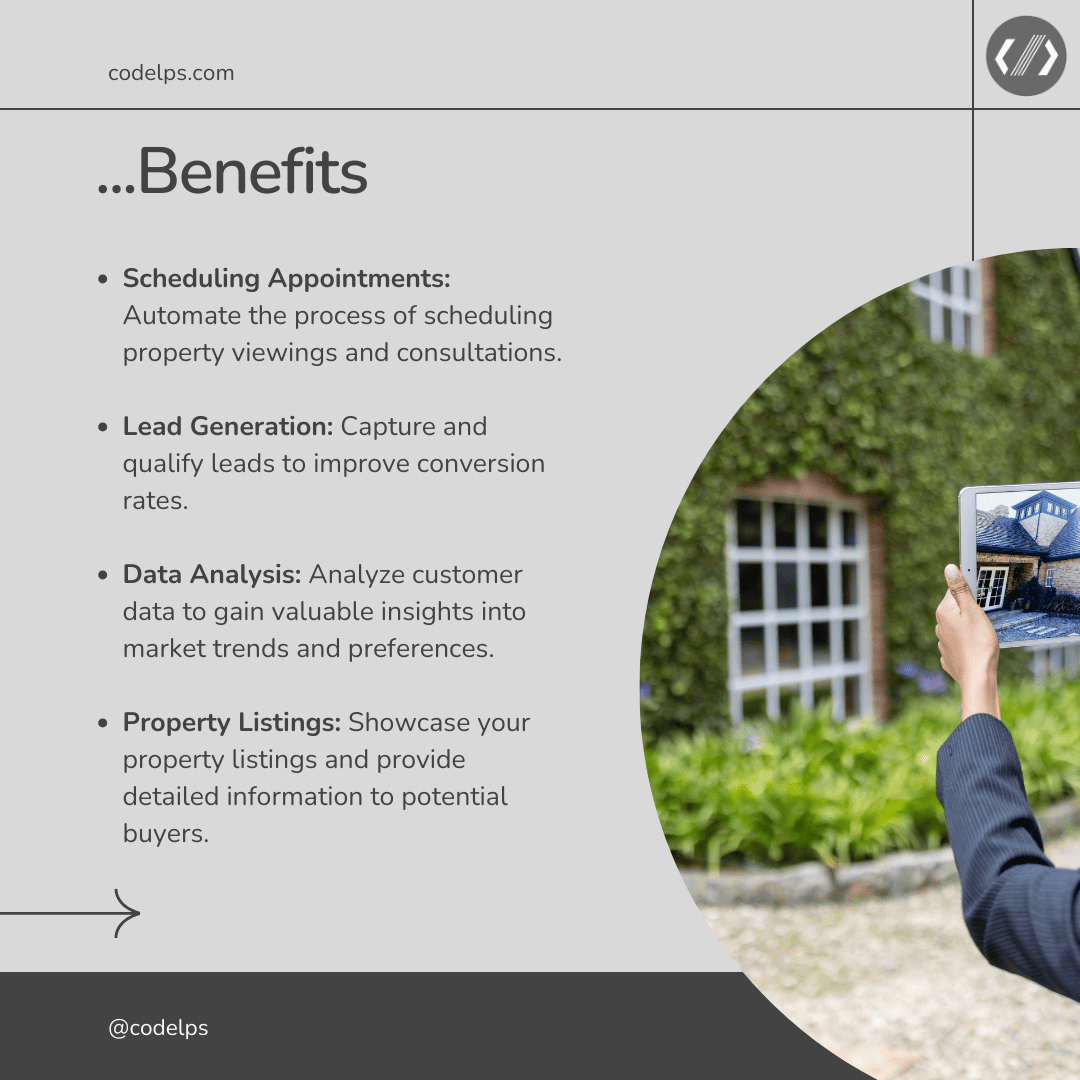 codelps.com
...Benefits
• Scheduling Appointments:
Automate the process of scheduling
property viewings and consultations.
• Lead Generation: Capture and
qualify leads to improve conversion
rates.
• Data Analysis: Analyze customer
data to gain valuable insights into
market trends and preferences.
• Property Listings: Showcase your
property listings and provide
detailed information to potential
buyers.
@codelps